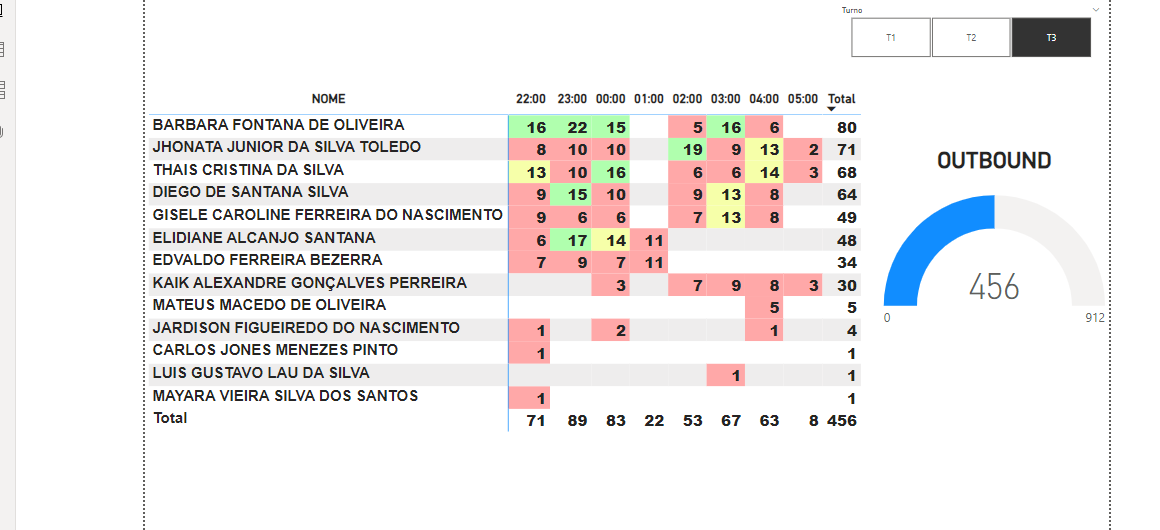 Turno
T1 T2 T3
NOME 22:00 23:00 00:00 01:00 02:00 03:00 04:00 05:00 Total
BARBARA FONTANA DE OLIVEIRA 16 22 15 5 16 6 80
JHONATA JUNIOR DA SILVA TOLEDO 8 10 10 19 9 13 2 71
THAIS CRISTINA DA SILVA 13 10 16 6 6 14 3 68
DIEGO DE SANTANA SILVA 9 15 10 9 13 8 64
GISELE CAROLINE FERREIRA DO NASCIMENTO 9 6 6 7 13 8 49
ELIDIANE ALCANJO SANTANA 6 17 14 11 48
EDVALDO FERREIRA BEZERRA 7 9 7 11 34
KAIK ALEXANDRE GONÇALVES PERREIRA 3 7 9 8 3 30
MATEUS MACEDO DE OLIVEIRA 5 5
JARDISON FIGUEIREDO DO NASCIMENTO 1 2 1 4
CARLOS JONES MENEZES PINTO 1 1
LUIS GUSTAVO LAU DA SILVA 1 1
MAYARA VIEIRA SILVA DOS SANTOS 1 1
Total 71 89 83 22 53 67 63 8 456
OUTBOUND
456
0 912